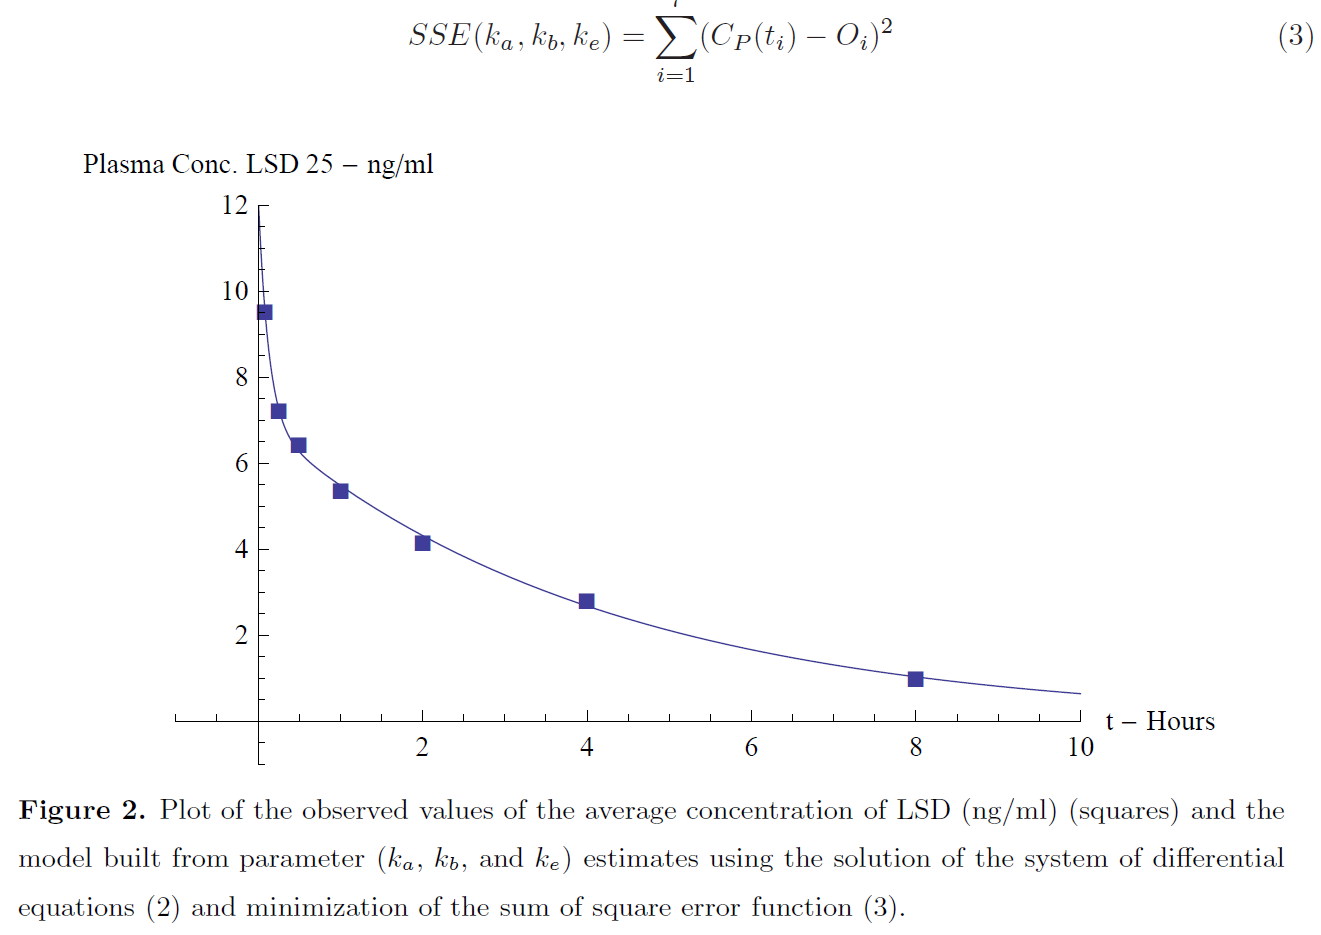 SSE(k_a, k_b, k_e) = \sum_{i=1} (C_P(t_i) − O_i)^2 (3)
Plasma Conc. LSD 25 − ng/ml
12
10
8
6
4
2
t − Hours
2 4 6 8 10
Figure 2. Plot of the observed values of the average concentration of LSD (ng/ml) (squares) and the
model built from parameter (k_a, k_b, and k_e) estimates using the solution of the system of differential
equations (2) and minimization of the sum of square error function (3).